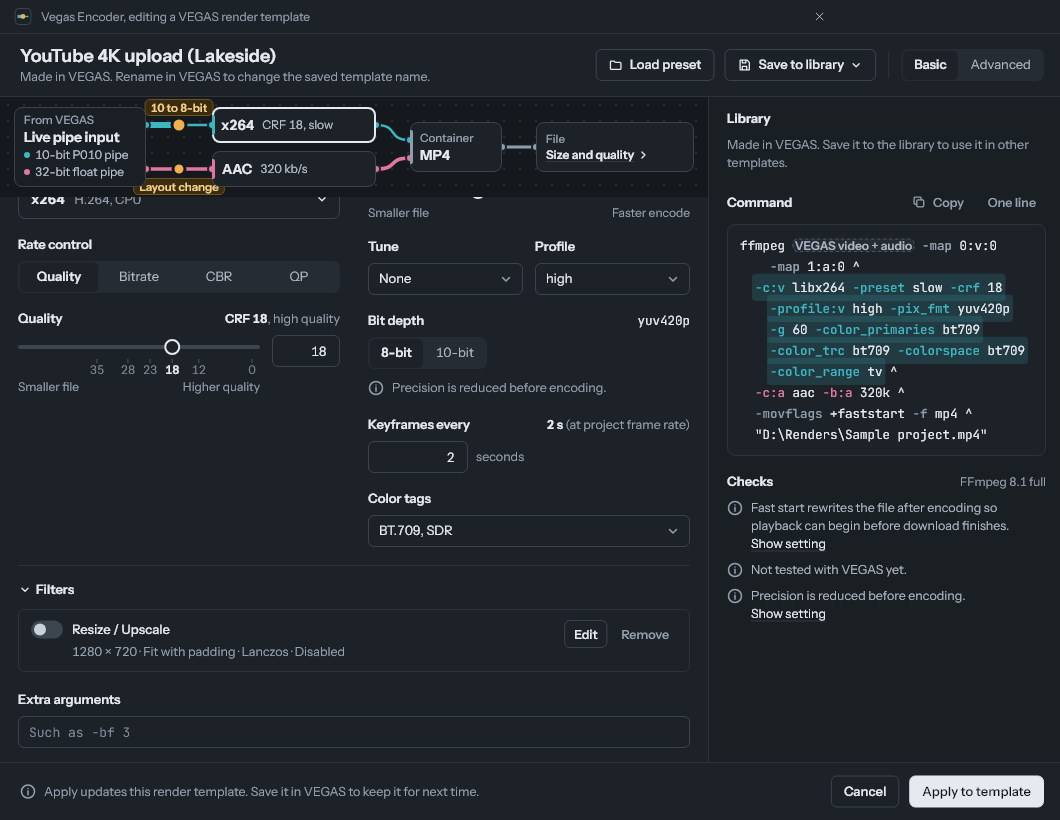 Vegas Encoder, editing a VEGAS render template
YouTube 4K upload (Lakeside)
Made in VEGAS. Rename in VEGAS to change the saved template name.
Load preset
Save to library
Basic
Advanced
From VEGAS
Live pipe input
10-bit P010 pipe
32-bit float pipe
10 to 8-bit
Layout change
x264 CRF 18, slow
AAC 320 kb/s
Container
MP4
File
Size and quality
x264 H.264, CPU
Rate control
Quality
Bitrate
CBR
QP
Quality
CRF 18, high quality
18
35 28 23 18 12 0
Smaller file
Higher quality
Smaller file
Faster encode
Tune
Profile
None
high
Bit depth
yuv420p
8-bit
10-bit
Precision is reduced before encoding.
Keyframes every
2 s (at project frame rate)
2 seconds
Color tags
BT.709, SDR
Filters
Resize / Upscale
1280 × 720 · Fit with padding · Lanczos · Disabled
Edit
Remove
Extra arguments
Such as -bf 3
Library
Made in VEGAS. Save it to the library to use it in other
templates.
Command
Copy
One line
ffmpeg VEGAS video + audio -map 0:v:0
-map 1:a:0 ^
-c:v libx264 -preset slow -crf 18
-profile:v high -pix_fmt yuv420p
-g 60 -color_primaries bt709
-color_trc bt709 -colorspace bt709
-color_range tv ^
-c:a aac -b:a 320k ^
-movflags +faststart -f mp4 ^
"D:\Renders\Sample project.mp4"
Checks
FFmpeg 8.1 full
Fast start rewrites the file after encoding so
playback can begin before download finishes.
Show setting
Not tested with VEGAS yet.
Precision is reduced before encoding.
Show setting
Apply updates this render template. Save it in VEGAS to keep it for next time.
Cancel
Apply to template